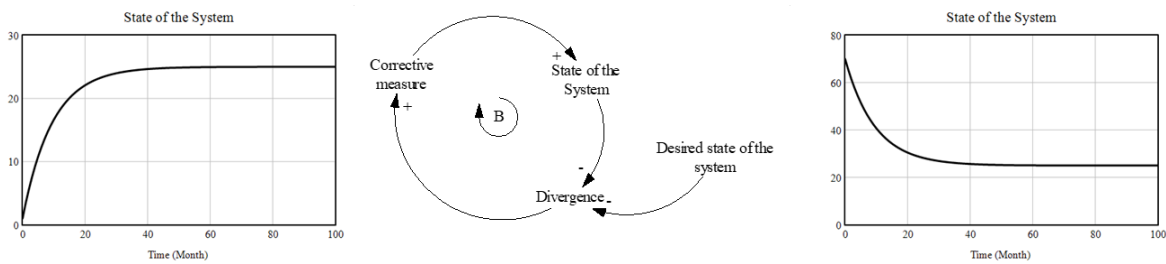 State of the System
30
20
10
0
0 20 40 60 80 100
Time (Month)
Corrective
measure
+
+
State of the
System
B
-
Desired state of the
system
Divergence
-
State of the System
80
60
40
20
0
0 20 40 60 80 100
Time (Month)